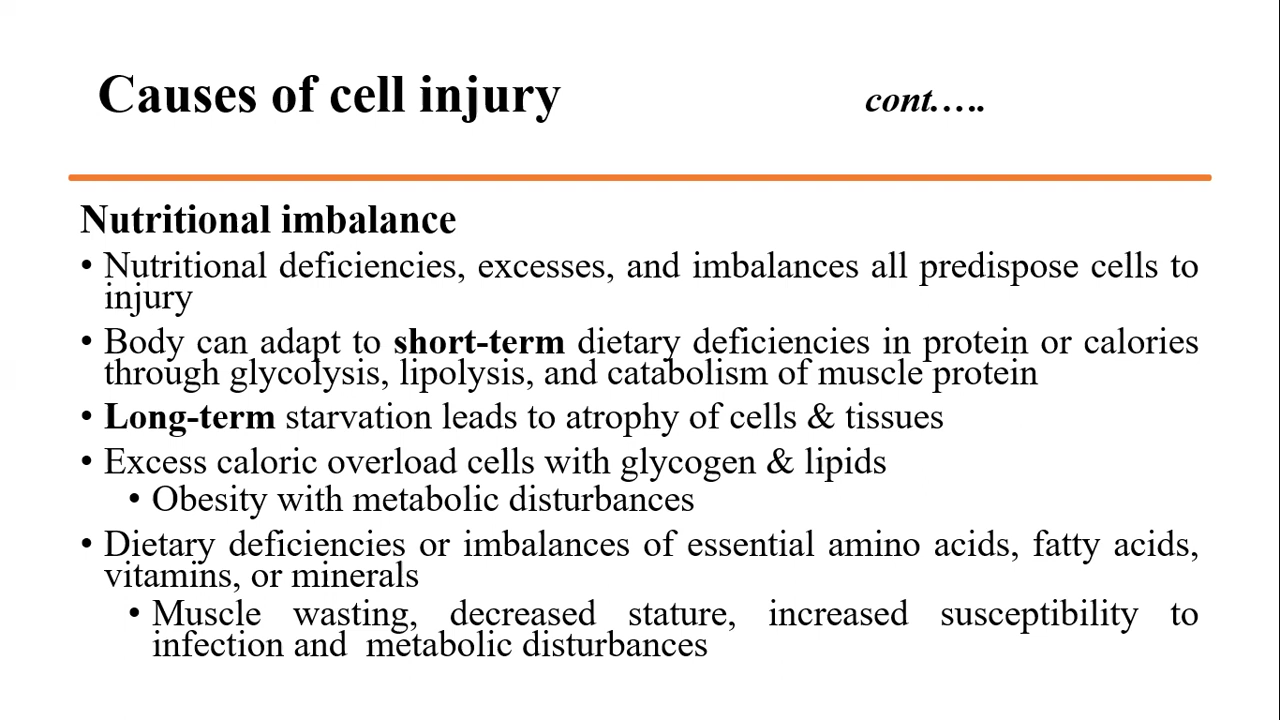 Causes of cell injury cont.….
Nutritional imbalance
• Nutritional deficiencies, excesses, and imbalances all predispose cells to
injury
• Body can adapt to short-term dietary deficiencies in protein or calories
through glycolysis, lipolysis, and catabolism of muscle protein
• Long-term starvation leads to atrophy of cells & tissues
• Excess caloric overload cells with glycogen & lipids
• Obesity with metabolic disturbances
• Dietary deficiencies or imbalances of essential amino acids, fatty acids,
vitamins, or minerals
• Muscle wasting, decreased stature, increased susceptibility to
infection and metabolic disturbances